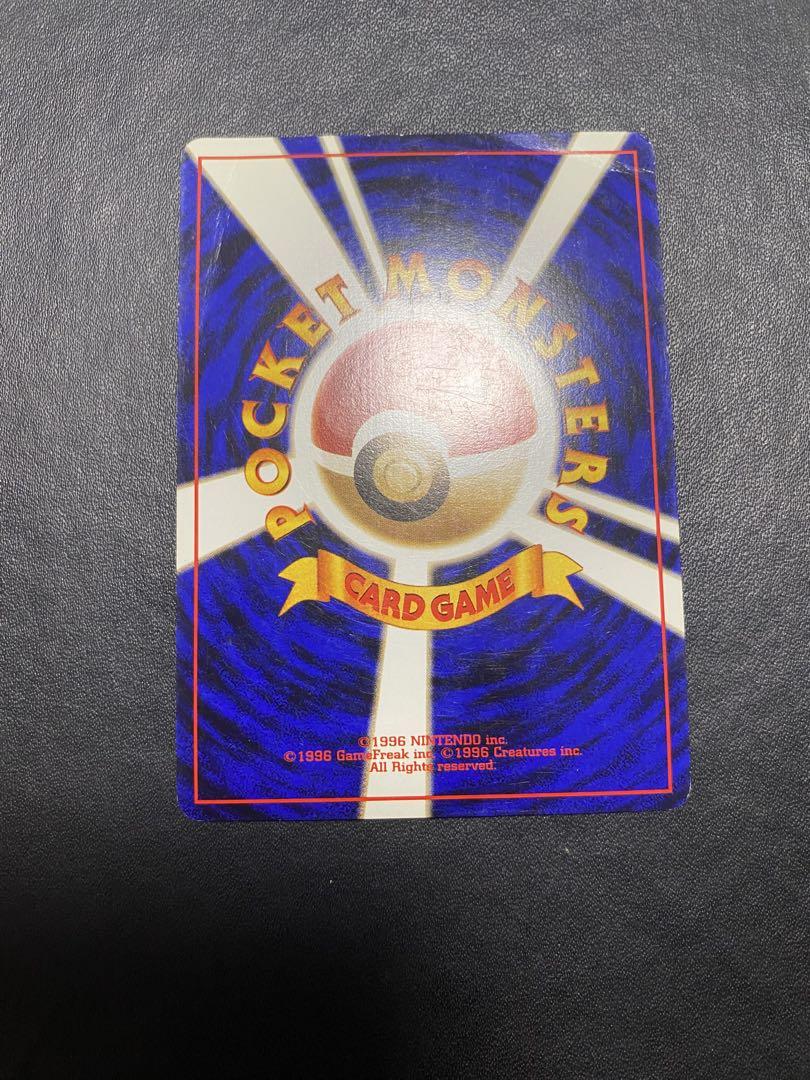 POCKET MONSTERS
CARD GAME
©1996 NINTENDO inc.
©1996 GameFreak inc. ©1996 Creatures inc.
All Rights reserved.